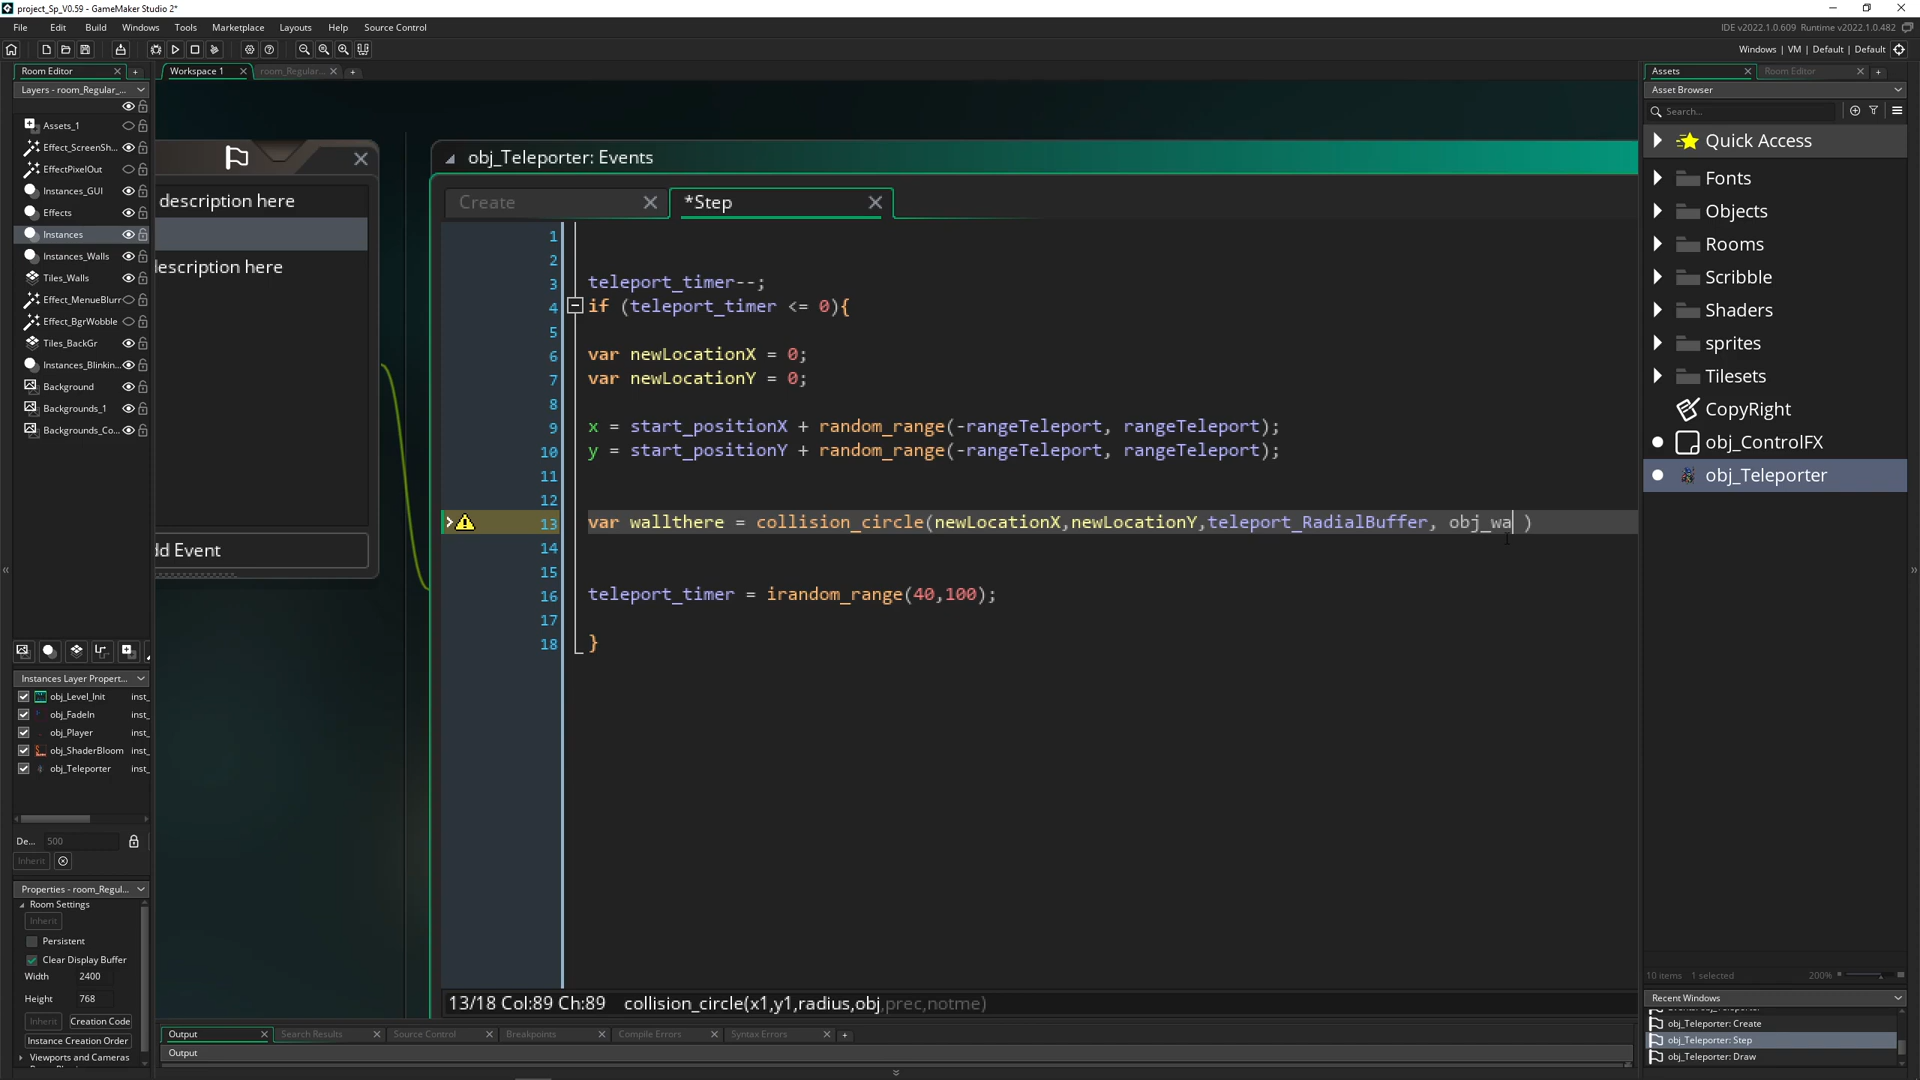 project_Sp_V0.59 - GameMaker Studio 2*
File Edit Build Windows Tools Marketplace Layouts Help Source Control
IDE v2022.1.0.609 Runtime v2022.1.0.482
Windows | VM | Default | Default
Room Editor
Workspace 1
room_Regular...
Layers - room_Regular_...
Assets_1
Effect_ScreenSh...
EffectPixelOut
Instances_GUI
Effects
Instances
Instances_Walls
Tiles_Walls
Effect_MenueBlurr
Effect_BgrWobble
Tiles_BackGr
Instances_Blinkin...
Background
Backgrounds_1
Backgrounds_Co...
Instances Layer Propert...
obj_Level_Init inst_
obj_FadeIn inst_
obj_Player inst_
obj_ShaderBloom inst_
obj_Teleporter inst_
De... 500
Inherit
Properties - room_Regul...
Room Settings
Inherit
Persistent
Clear Display Buffer
Width 2400
Height 768
Inherit Creation Code
Instance Creation Order
Viewports and Cameras
description here
description here
dd Event
obj_Teleporter: Events
Create
*Step
1
2
3 teleport_timer--;
4 if (teleport_timer <= 0){
5
6 var newLocationX = 0;
7 var newLocationY = 0;
8
9 x = start_positionX + random_range(-rangeTeleport, rangeTeleport);
10 y = start_positionY + random_range(-rangeTeleport, rangeTeleport);
11
12
13 var wallthere = collision_circle(newLocationX,newLocationY,teleport_RadialBuffer, obj_wa )
14
15
16 teleport_timer = irandom_range(40,100);
17
18 }
13/18 Col:89 Ch:89 collision_circle(x1,y1,radius,obj,prec,notme)
Output Search Results Source Control Breakpoints Compile Errors Syntax Errors
Output
Assets
Room Editor
Asset Browser
Search...
Quick Access
Fonts
Objects
Rooms
Scribble
Shaders
sprites
Tilesets
CopyRight
obj_ControlFX
obj_Teleporter
10 items 1 selected
200%
Recent Windows
obj_Teleporter: Create
obj_Teleporter: Step
obj_Teleporter: Draw